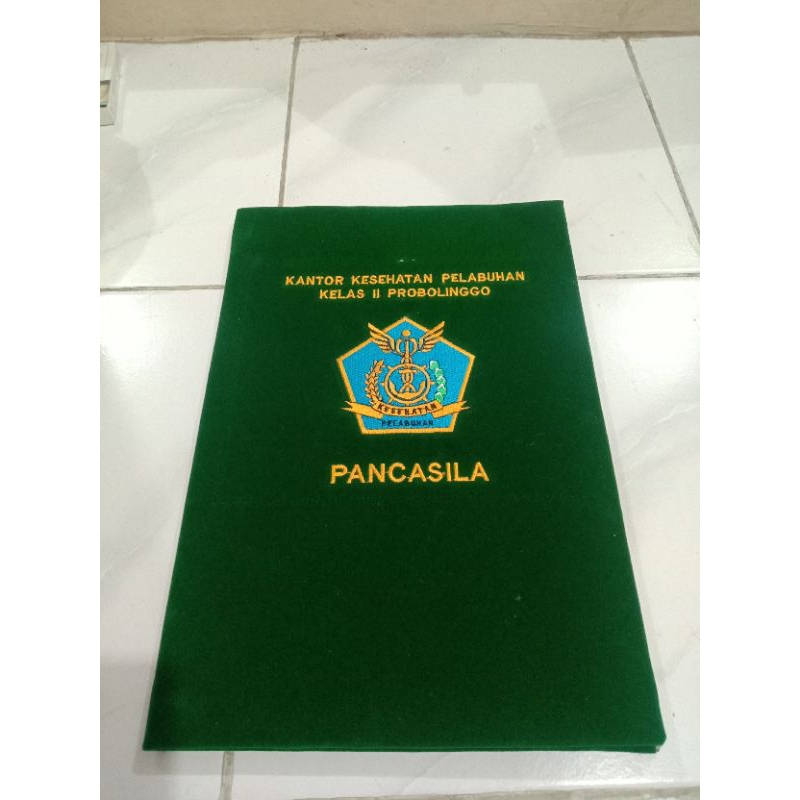 KANTOR KESEHATAN PELABUHAN
KELAS II PROBOLINGGO
KESEHATAN
PELABUHAN
PANCASILA